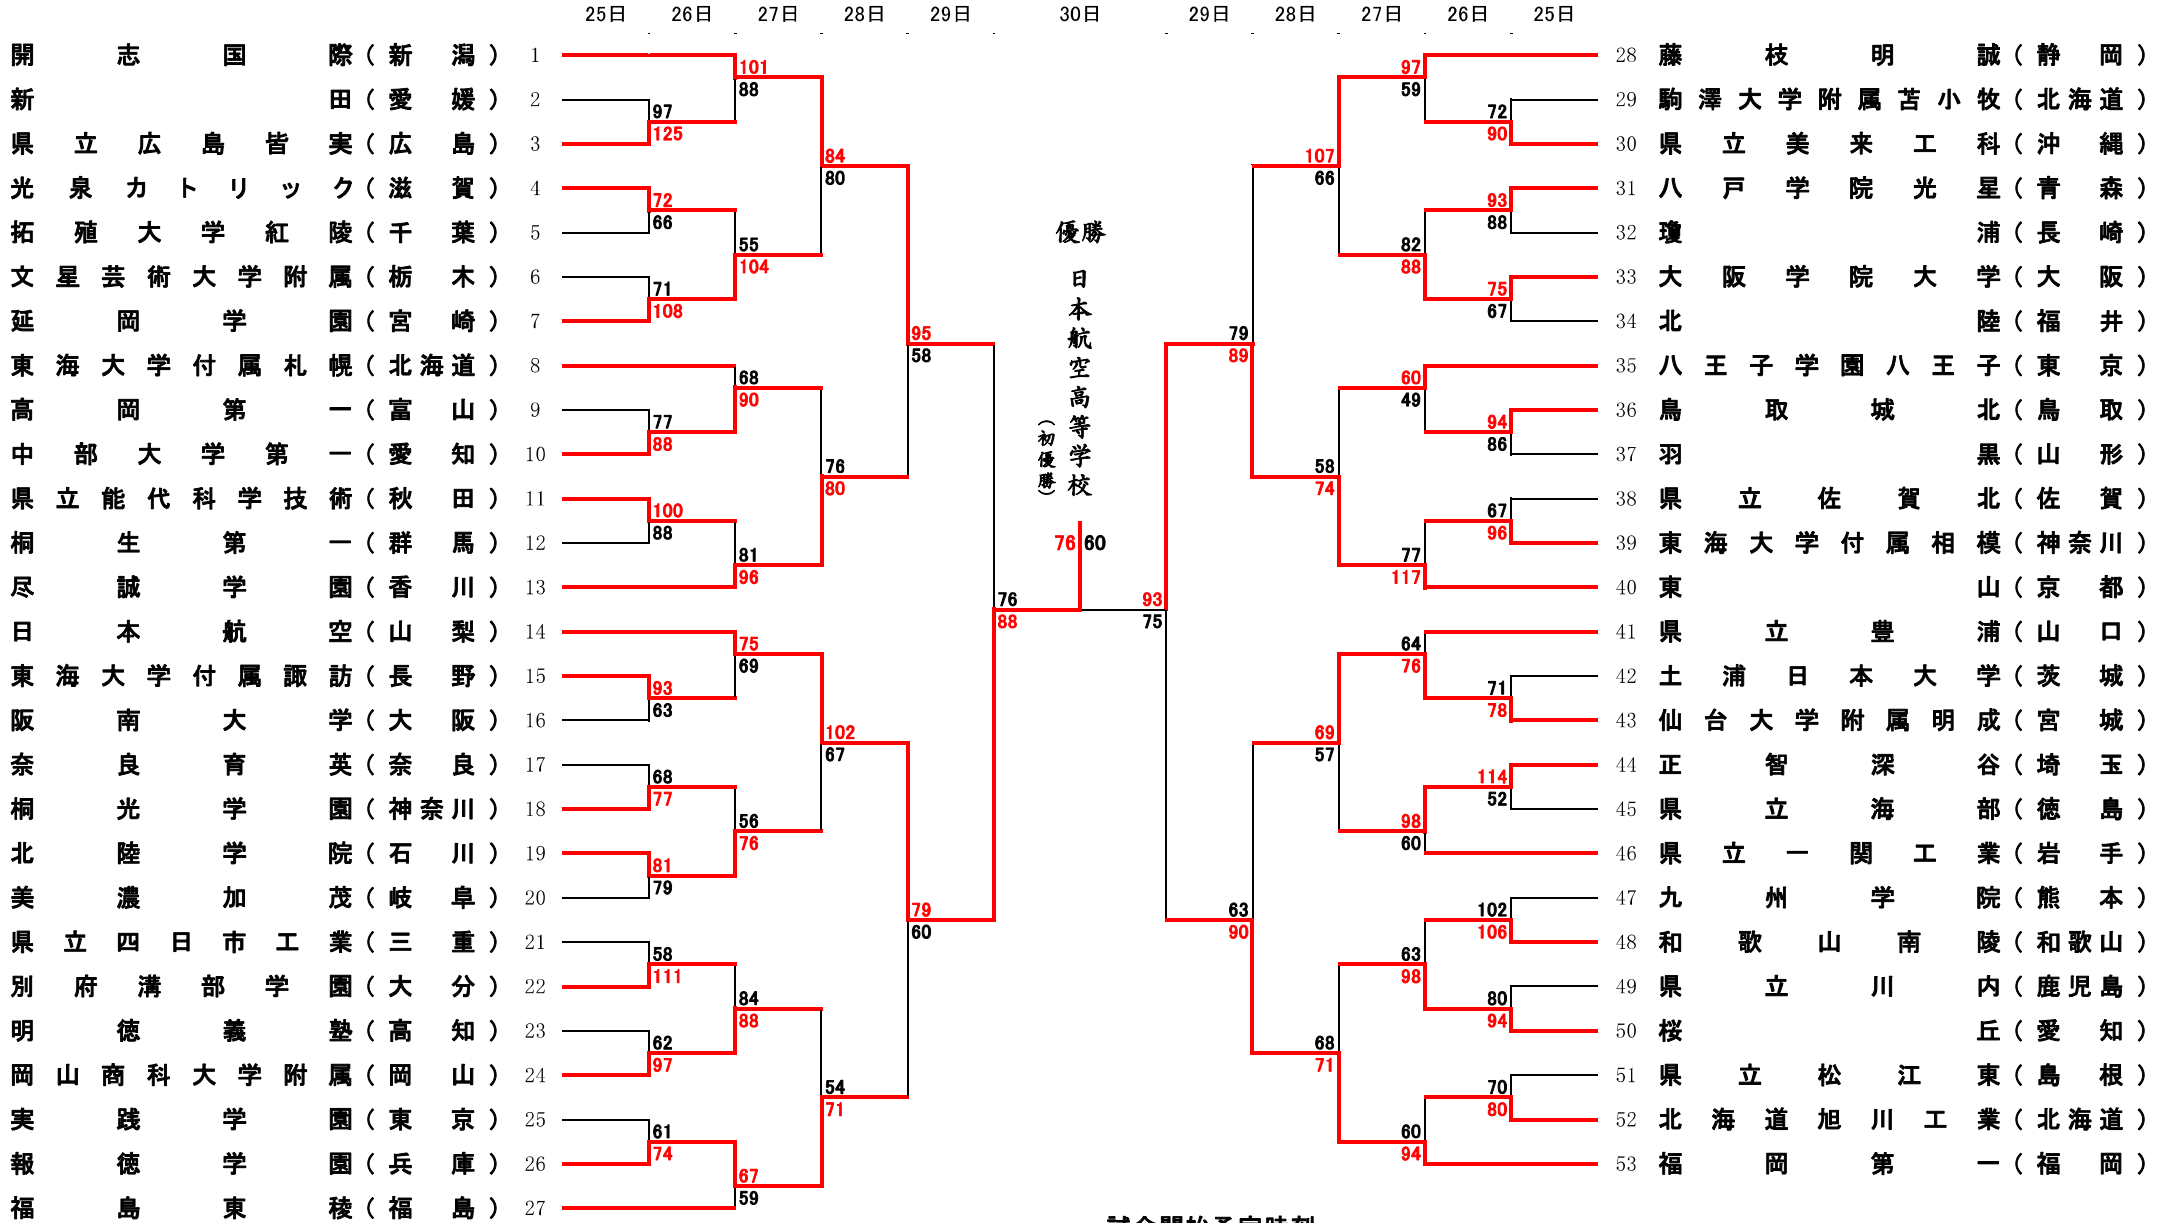 25日 26日 27日 28日 29日 30日 29日 28日 27日 26日 25日
開志国際(新潟) 1
新田(愛媛) 2
県立広島皆実(広島) 3
光泉カトリック(滋賀) 4
拓殖大学紅陵(千葉) 5
文星芸術大学附属(栃木) 6
延岡学園(宮崎) 7
東海大学付属札幌(北海道) 8
高岡第一(富山) 9
中部大学第一(愛知) 10
県立能代科学技術(秋田) 11
桐生第一(群馬) 12
尽誠学園(香川) 13
日本航空(山梨) 14
東海大学付属諏訪(長野) 15
阪南大学(大阪) 16
奈良育英(奈良) 17
桐光学園(神奈川) 18
北陸学院(石川) 19
美濃加茂(岐阜) 20
県立四日市工業(三重) 21
別府溝部学園(大分) 22
明徳義塾(高知) 23
岡山商科大学附属(岡山) 24
実践学園(東京) 25
報徳学園(兵庫) 26
福島東稜(福島) 27
97
125
72
66
71
108
77
88
100
88
93
63
68
77
81
79
58
111
62
97
61
74
101
88
55
104
68
90
81
96
75
69
56
76
84
88
67
59
84
80
76
80
102
67
54
71
95
58
79
60
76
88
優勝
日本航空高等学校
(初優勝)
76 60
93
75
79
89
63
90
107
66
58
74
69
57
68
71
97
59
82
88
60
49
77
117
64
76
98
60
63
98
60
94
72
90
93
88
75
67
94
86
67
96
71
78
114
52
102
106
80
94
70
80
28 藤枝明誠(静岡)
29 駒澤大学附属苫小牧(北海道)
30 県立美来工科(沖縄)
31 八戸学院光星(青森)
32 瓊浦(長崎)
33 大阪学院大学(大阪)
34 北陸(福井)
35 八王子学園八王子(東京)
36 鳥取城北(鳥取)
37 羽黒(山形)
38 県立佐賀北(佐賀)
39 東海大学付属相模(神奈川)
40 東山(京都)
41 県立豊浦(山口)
42 土浦日本大学(茨城)
43 仙台大学附属明成(宮城)
44 正智深谷(埼玉)
45 県立海部(徳島)
46 県立一関工業(岩手)
47 九州学院(熊本)
48 和歌山南陵(和歌山)
49 県立川内(鹿児島)
50 桜丘(愛知)
51 県立松江東(島根)
52 北海道旭川工業(北海道)
53 福岡第一(福岡)
試合開始予定時刻